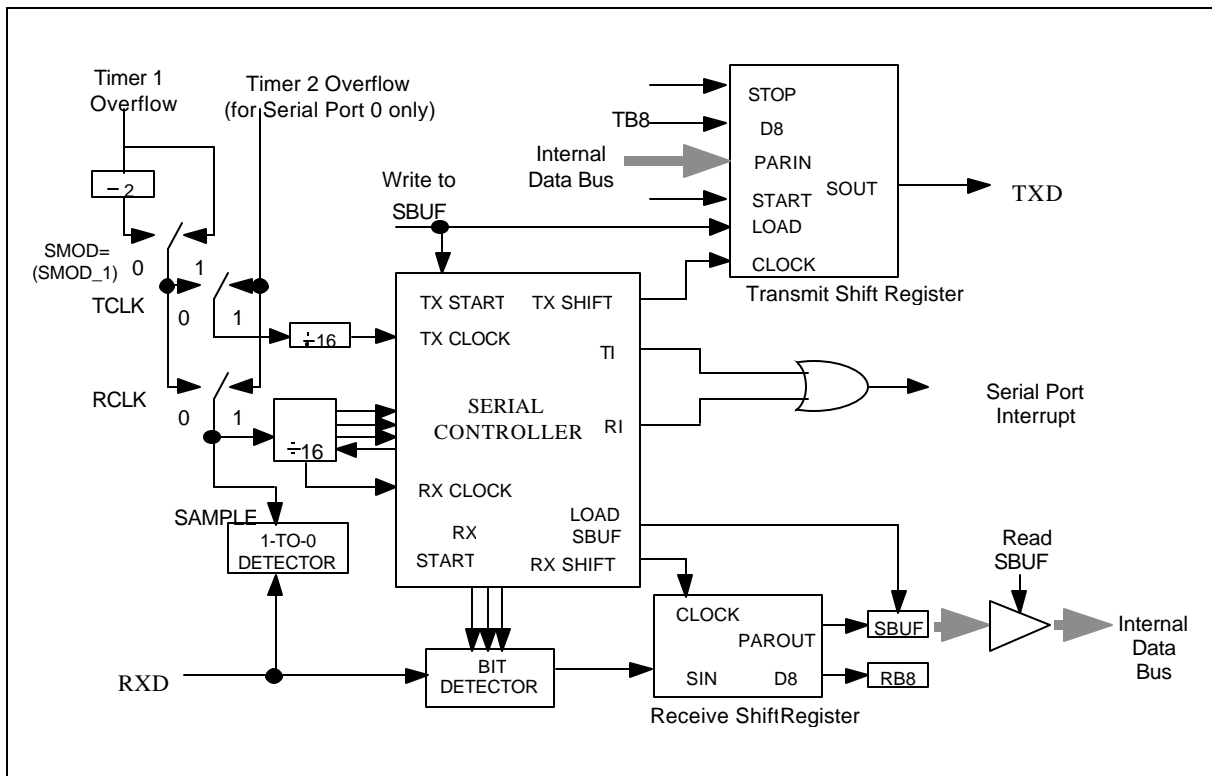 Timer 1
Overflow
Timer 2 Overflow
(for Serial Port 0 only)
÷ 2
SMOD=
(SMOD_1)
0
1
TCLK
0
1
÷16
RCLK
0
1
÷16
SAMPLE
1-TO-0
DETECTOR
RXD
Write to
SBUF
TB8
Internal
Data Bus
STOP
D8
PARIN
START
SOUT
LOAD
CLOCK
Transmit Shift Register
TXD
TX START
TX SHIFT
TX CLOCK
TI
SERIAL
CONTROLLER
RI
RX CLOCK
LOAD
SBUF
RX
START
RX SHIFT
Serial Port
Interrupt
BIT
DETECTOR
CLOCK
PAROUT
SIN
D8
Receive ShiftRegister
SBUF
RB8
Read
SBUF
Internal
Data
Bus